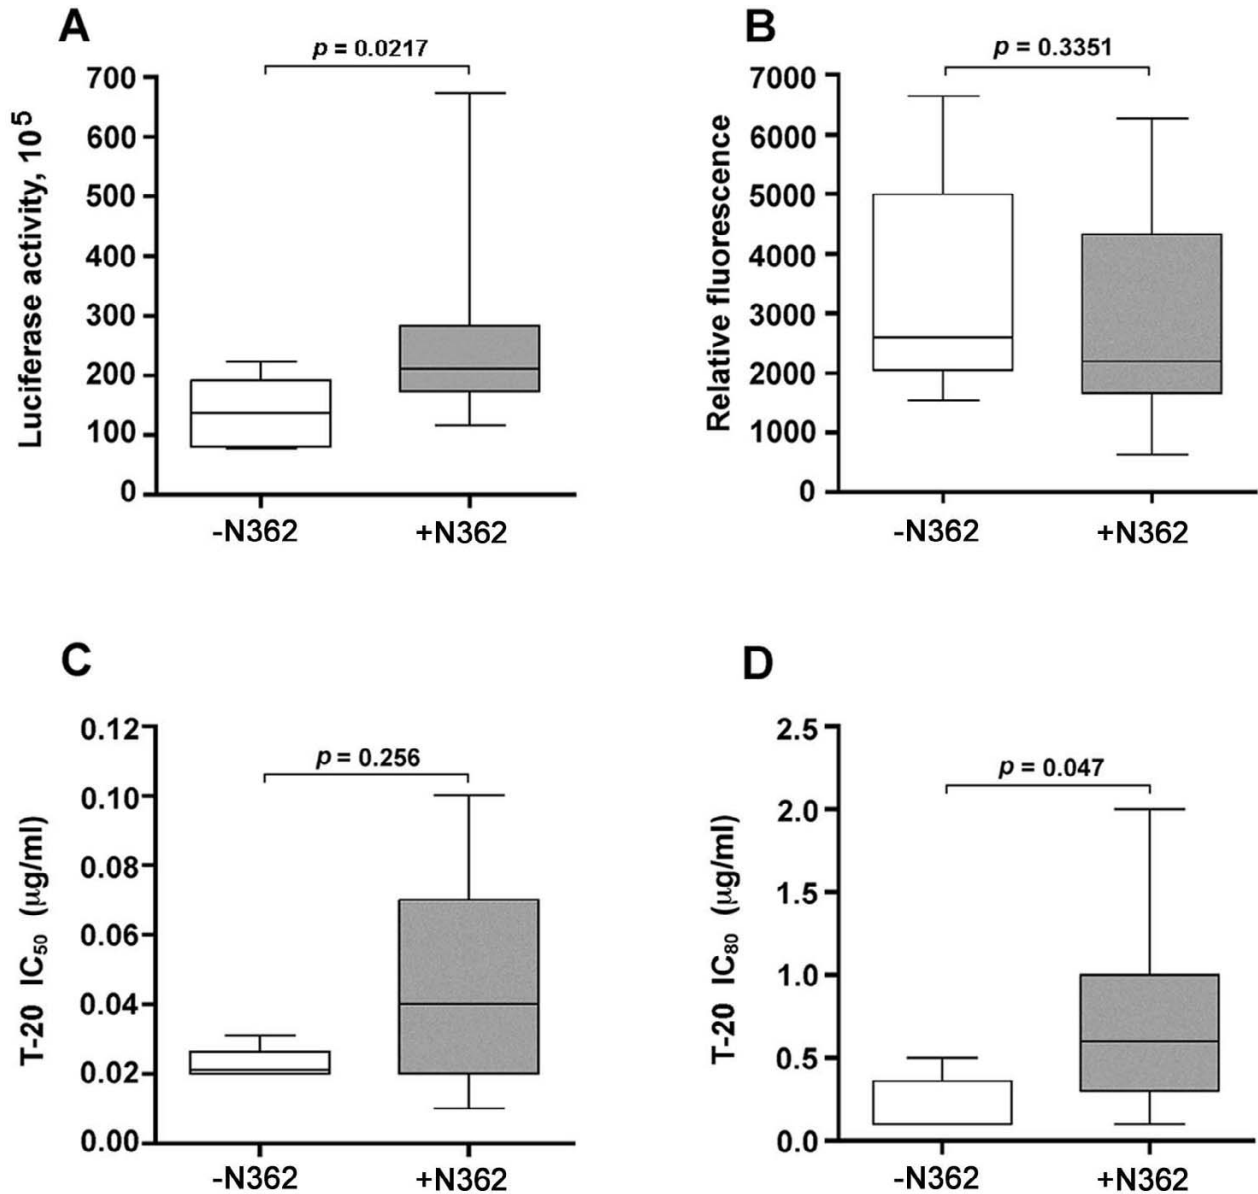 A
p = 0.0217
Luciferase activity, 10⁵
700
600
500
400
300
200
100
0
-N362
+N362
B
p = 0.3351
Relative fluorescence
7000
6000
5000
4000
3000
2000
1000
0
-N362
+N362
C
p = 0.256
T-20 IC₅₀ (μg/ml)
0.12
0.10
0.08
0.06
0.04
0.02
0.00
-N362
+N362
D
p = 0.047
T-20 IC₈₀ (μg/ml)
2.5
2.0
1.5
1.0
0.5
0.0
-N362
+N362